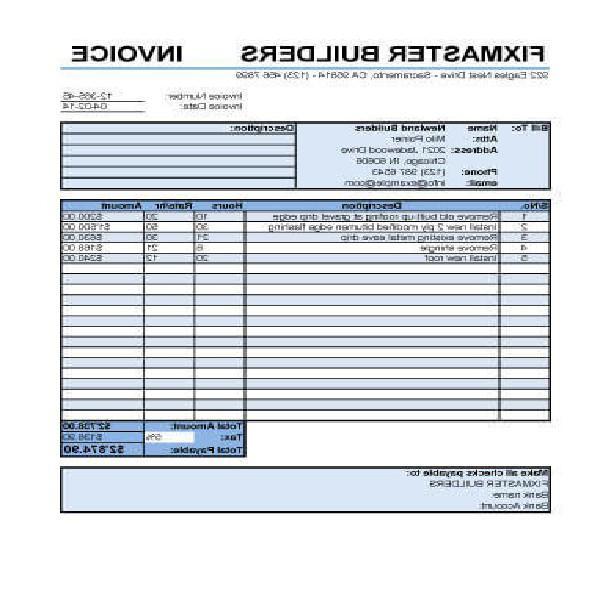 FIXMASTER BUILDERS INVOICE
922 Eagles Nest Drive - Sacramento, CA 95814 - (123) 456 7899
Invoice Number: 12-365-45
Invoice Date: 04-02-14
Bill To: Name Newland Builders Description:
Attn: Milo
Address: 2021 Jadewood Drive
Chicago, IN 60606
Phone: (123) 987 6543
email: info@example.com
S.No/ Description Hours Rate/hr Amount
1 Remove old built-up roofing at gravel edge drip 10 20 $200.00
2 Install new 2 ply modified bitumen edge flashing 30 50 $1'500.00
3 Remove existing metal eave drip 21 30 $630.00
4 Remove shingle 8 21 $168.00
5 Install new roof 20 12 $240.00
Total Amount: $2'738.00
Tax: 5% $136.90
Total Payable: $2'874.90
Make all checks payable to:
FIXMASTER BUILDERS
Bank name:
Bank Account: